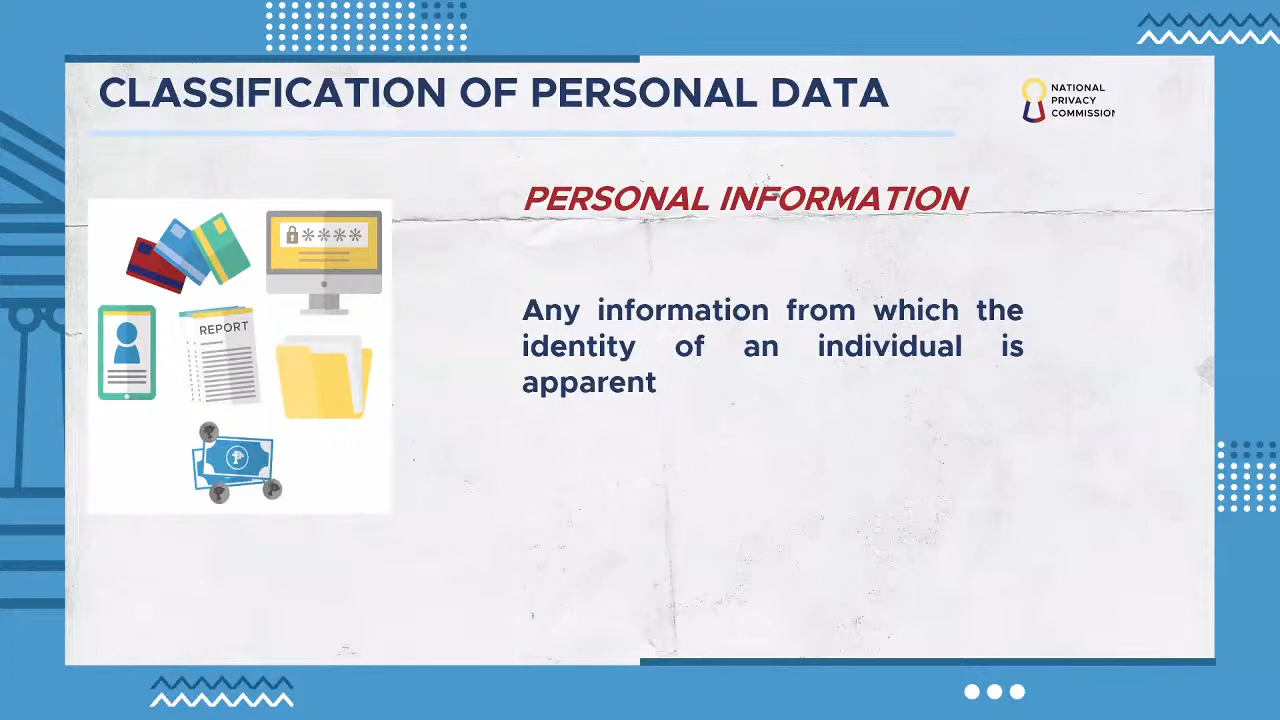 CLASSIFICATION OF PERSONAL DATA
NATIONAL
PRIVACY
COMMISSION
PERSONAL INFORMATION
****
REPORT
Any information from which the
identity of an individual is
apparent